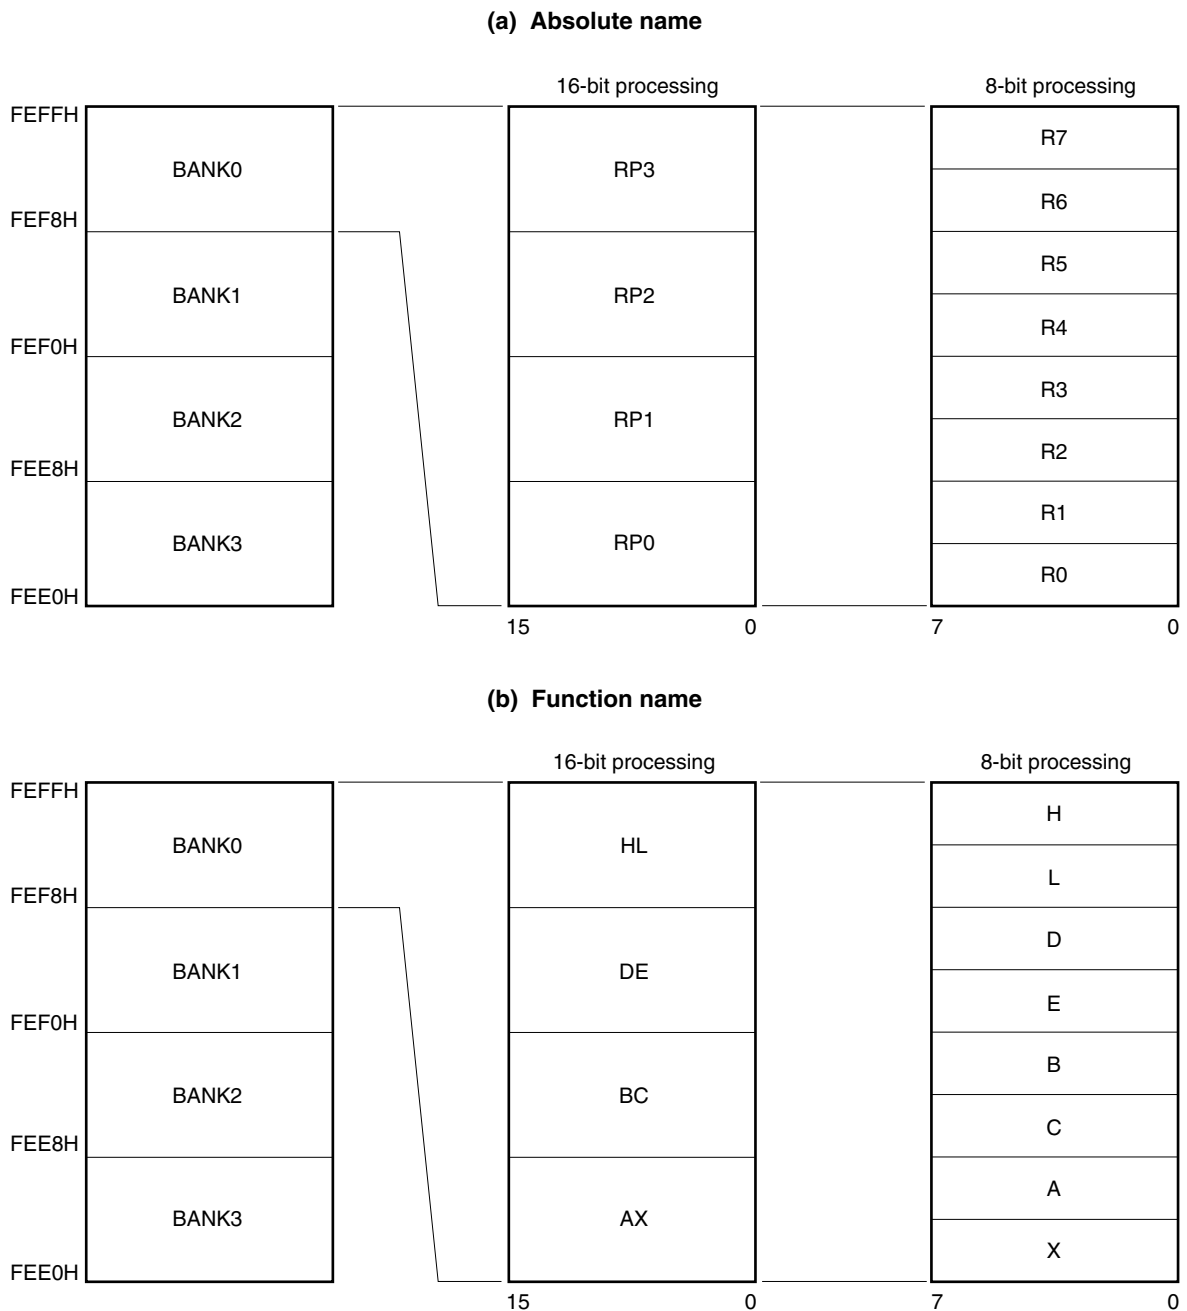 (a) Absolute name
16-bit processing
8-bit processing
FEFFH
BANK0
RP3
R7
R6
FEF8H
BANK1
RP2
R5
R4
FEF0H
BANK2
RP1
R3
R2
FEE8H
BANK3
RP0
R1
R0
FEE0H
15
0
7
0
(b) Function name
16-bit processing
8-bit processing
FEFFH
BANK0
HL
H
L
FEF8H
BANK1
DE
D
E
FEF0H
BANK2
BC
B
C
FEE8H
BANK3
AX
A
X
FEE0H
15
0
7
0